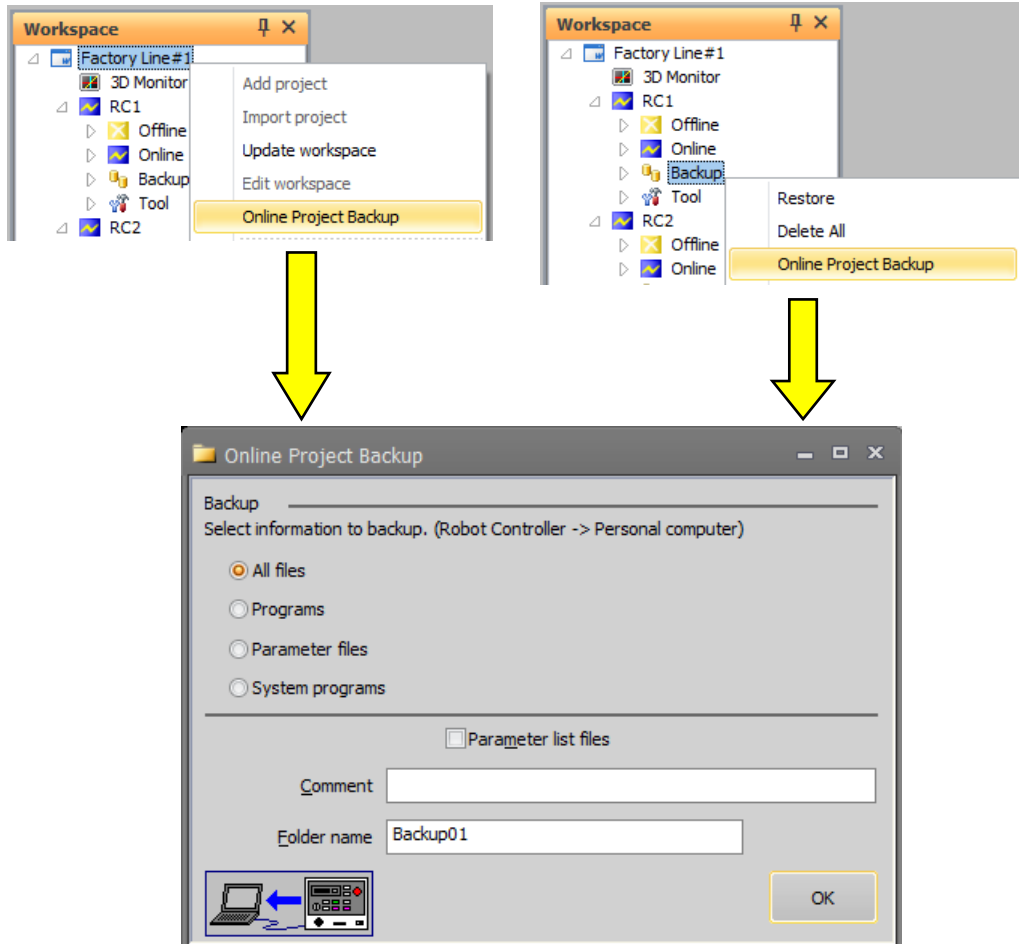 Workspace
Factory Line#1
3D Monitor
RC1
Offline
Online
Backup
Tool
RC2
Add project
Import project
Update workspace
Edit workspace
Online Project Backup
Workspace
Factory Line#1
3D Monitor
RC1
Offline
Online
Backup
Tool
RC2
Offline
Online
Restore
Delete All
Online Project Backup
Online Project Backup
Backup
Select information to backup. (Robot Controller -> Personal computer)
All files
Programs
Parameter files
System programs
Parameter list files
Comment
Folder name Backup01
OK